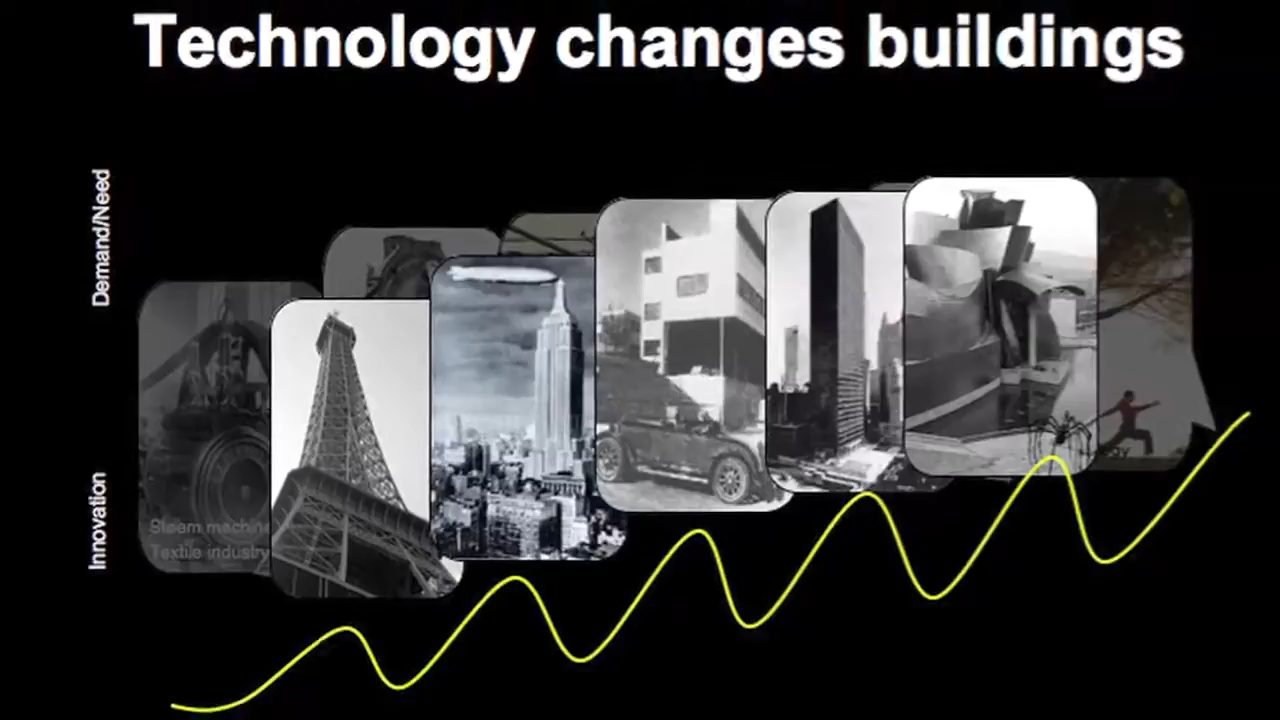 Technology changes buildings
Demand/Need
Innovation
Steam machine
Textile industry